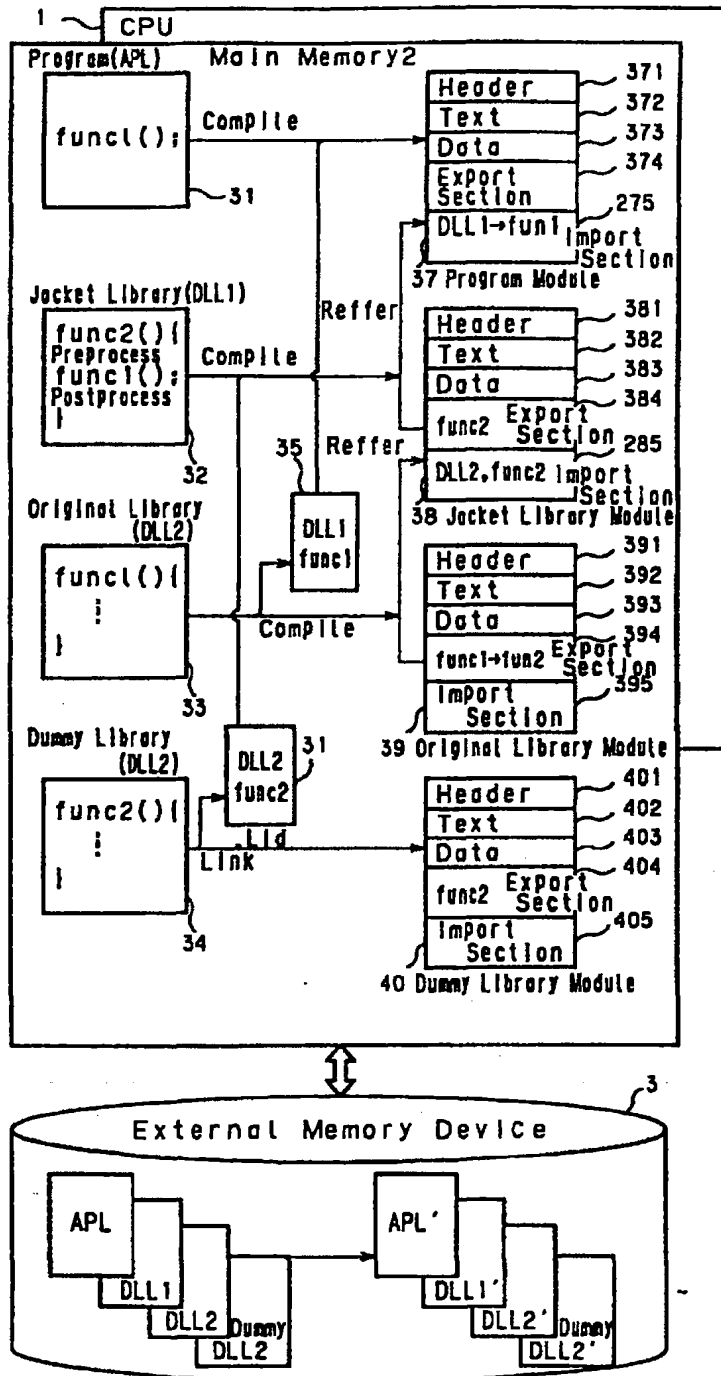 1
CPU
Main Memory2
Program(APL)
funcl();
31
Compile
371
Header
372
Text
373
Data
374
Export
Section
275
DLL1→fun1
Import
Section
37 Program Module
Jacket Library(DLL1)
func2(){
Preprocess
func1();
Postprocess
}
32
Compile
Reffer
381
Header
382
Text
383
Data
384
func2 Export
Section
285
DLL2.func2 Import
Section
38 Jacket Library Module
Original Library
(DLL2)
funcl(){
⋮
}
33
35
Reffer
DLL1
func1
Compile
391
Header
392
Text
393
Data
394
func1→fun2 Export
Section
395
Import
Section
39 Original Library Module
Dummy Library
(DLL2)
func2(){
⋮
}
34
31
DLL2
func2
.Lid
Link
401
Header
402
Text
403
Data
404
func2 Export
Section
405
Import
Section
40 Dummy Library Module
3
External Memory Device
APL
DLL1
DLL2
Dummy
DLL2
APL'
DLL1'
DLL2'
Dummy
DLL2'